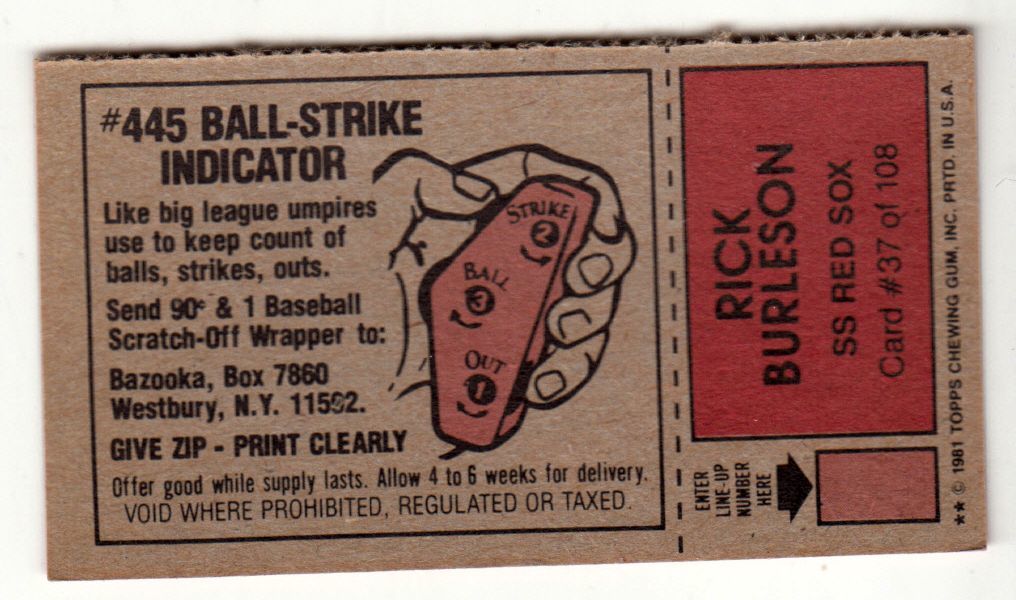 #445 BALL-STRIKE
INDICATOR
Like big league umpires
use to keep count of
balls, strikes, outs.
Send 90¢ & 1 Baseball
Scratch-Off Wrapper to:
Bazooka, Box 7860
Westbury, N.Y. 11592.
GIVE ZIP - PRINT CLEARLY
Offer good while supply lasts. Allow 4 to 6 weeks for delivery.
VOID WHERE PROHIBITED, REGULATED OR TAXED.
STRIKE
2
BALL
3
OUT
1
RICK
BURLESON
SS RED SOX
Card #37 of 108
ENTER
LINE-UP
NUMBER
HERE
★★ © 1981 TOPPS CHEWING GUM, INC. PRTD. IN U.S.A.